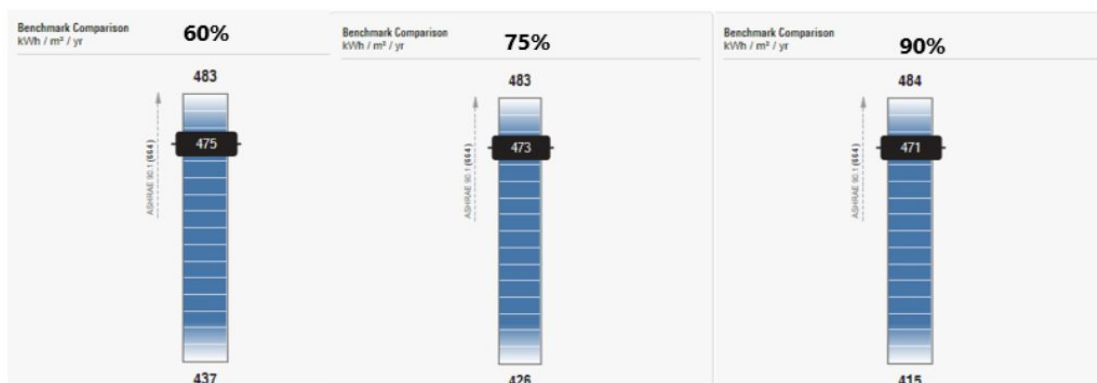 Benchmark Comparison
kWh / m² / yr
60%
483
475
ASHRAE 90.1 (664)
437
Benchmark Comparison
kWh / m² / yr
75%
483
473
ASHRAE 90.1 (664)
426
Benchmark Comparison
kWh / m² / yr
90%
484
471
ASHRAE 90.1 (664)
415